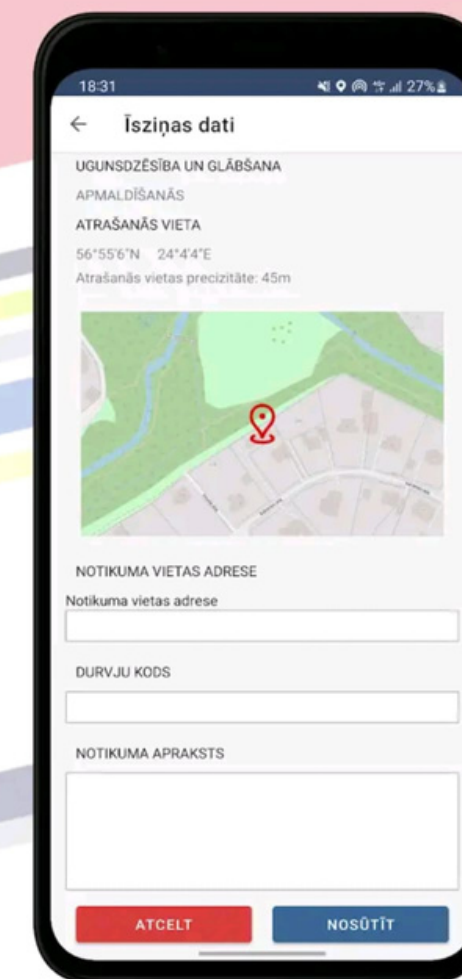 18:31
27%
Īsziņas dati
UGUNSDZĒSĪBA UN GLĀBŠANA
APMALDĪŠANĀS
ATRAŠANĀS VIETA
56°55'6"N 24°4'4"E
Atrašanās vietas precizitāte: 45m
NOTIKUMA VIETAS ADRESE
Notikuma vietas adrese
DURVJU KODS
NOTIKUMA APRAKSTS
ATCELT
NOSŪTĪT